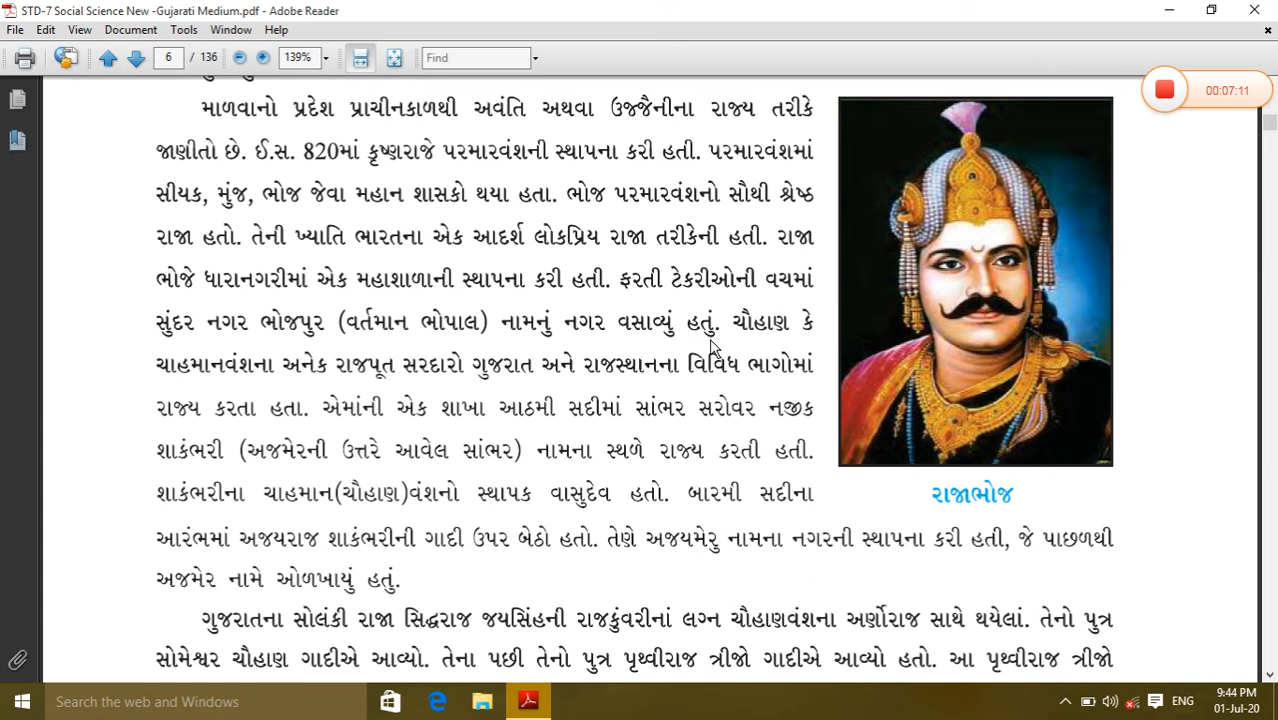 STD-7 Social Science New -Gujarati Medium.pdf - Adobe Reader
File Edit View Document Tools Window Help
6 / 136 139% Find
00:07:11
માળવાનો પ્રદેશ પ્રાચીનકાળથી અવંતિ અથવા ઉજ્જૈનીના રાજ્ય તરીકે
જાણીતો છે. ઈ.સ. 820માં કૃષ્ણરાજે પરમારવંશની સ્થાપના કરી હતી. પરમારવંશમાં
સીયક, મુંજ, ભોજ જેવા મહાન શાસકો થયા હતા. ભોજ પરમારવંશનો સૌથી શ્રેષ્ઠ
રાજા હતો. તેની ખ્યાતિ ભારતના એક આદર્શ લોકપ્રિય રાજા તરીકેની હતી. રાજા
ભોજે ધારાનગરીમાં એક મહાશાળાની સ્થાપના કરી હતી. ફરતી ટેકરીઓની વચમાં
સુંદર નગર ભોજપુર (વર્તમાન ભોપાલ) નામનું નગર વસાવ્યું હતું. ચૌહાણ કે
ચાહમાનવંશના અનેક રાજપૂત સરદારો ગુજરાત અને રાજસ્થાનના વિવિધ ભાગોમાં
રાજ્ય કરતા હતા. એમાંની એક શાખા આઠમી સદીમાં સાંભર સરોવર નજીક
શાકંભરી (અજમેરની ઉત્તરે આવેલ સાંભર) નામના સ્થળે રાજ્ય કરતી હતી.
શાકંભરીના ચાહમાન(ચૌહાણ)વંશનો સ્થાપક વાસુદેવ હતો. બારમી સદીના
રાજાભોજ
આરંભમાં અજયરાજ શાકંભરીની ગાદી ઉપર બેઠો હતો. તેણે અજયમેરુ નામના નગરની સ્થાપના કરી હતી, જે પાછળથી
અજમેર નામે ઓળખાયું હતું.
ગુજરાતના સોલંકી રાજા સિદ્ધરાજ જયસિંહની રાજકુંવરીનાં લગ્ન ચૌહાણવંશના અર્ણોરાજ સાથે થયેલાં. તેનો પુત્ર
સોમેશ્વર ચૌહાણ ગાદીએ આવ્યો. તેના પછી તેનો પુત્ર પૃથ્વીરાજ ત્રીજો ગાદીએ આવ્યો હતો. આ પૃથ્વીરાજ ત્રીજો
Search the web and Windows
ENG
9:44 PM
01-Jul-20